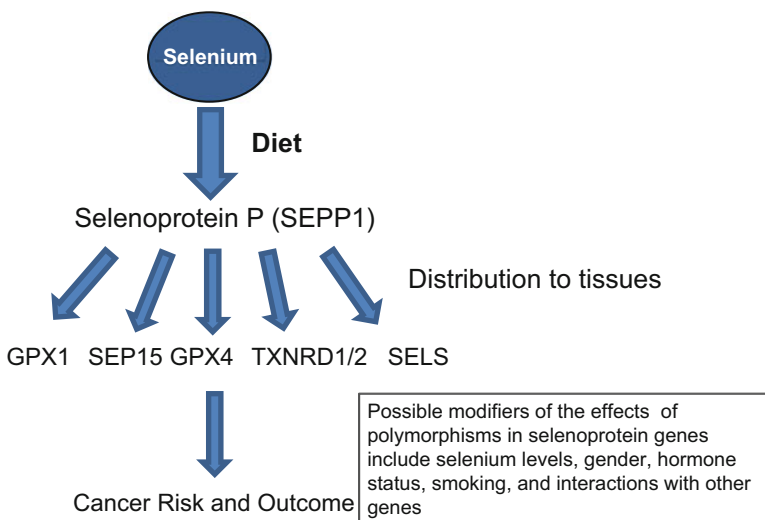 Selenium
Diet
Selenoprotein P (SEPP1)
Distribution to tissues
GPX1 SEP15 GPX4 TXNRD1/2 SELS
Possible modifiers of the effects of
polymorphisms in selenoprotein genes
include selenium levels, gender, hormone
status, smoking, and interactions with other
genes
Cancer Risk and Outcome